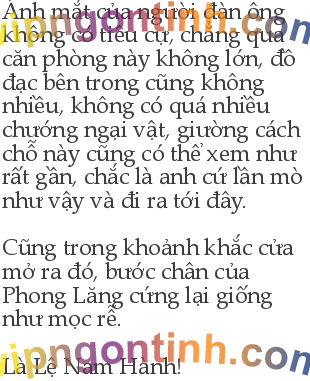 Ánh mắt của người đàn ông
không có tiêu cự, chẳng qua
căn phòng này không lớn, đồ
đạc bên trong cũng không
nhiều, không có quá nhiều
chướng ngại vật, giường cách
chỗ này cũng có thể xem như
rất gần, chắc là anh cứ lần mò
như vậy và đi ra tới đây.
Cũng trong khoảnh khắc cửa
mở ra đó, bước chân của
Phong Lăng cứng lại giống
như mọc rễ.
Là Lệ Nam Hành!
vipngontinh.com
vipngontinh.com